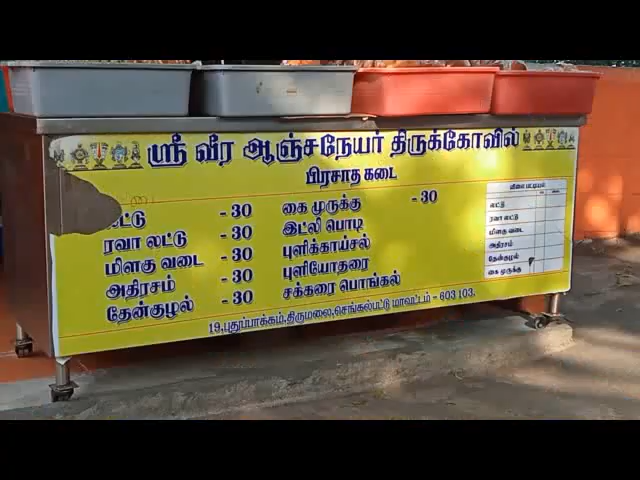 ஸ்ரீ வீர ஆஞ்சநேயர் திருக்கோவில்
பிரசாத கடை
லட்டு - 30
ரவா லட்டு - 30
மிளகு வடை - 30
அதிரசம் - 30
தேன்குழல் - 30
கை முருக்கு - 30
இட்லி பொடி
புளிக்காய்சல்
புளியோதரை
சக்கரை பொங்கல்
விலை பட்டியல்
லட்டு
ரவா லட்டு
மிளகு வடை
அதிரசம்
தேன்குழல்
கை முருக்கு
19,புதுப்பாக்கம்,திருமலை,செங்கல்பட்டு மாவட்டம் - 603 103.